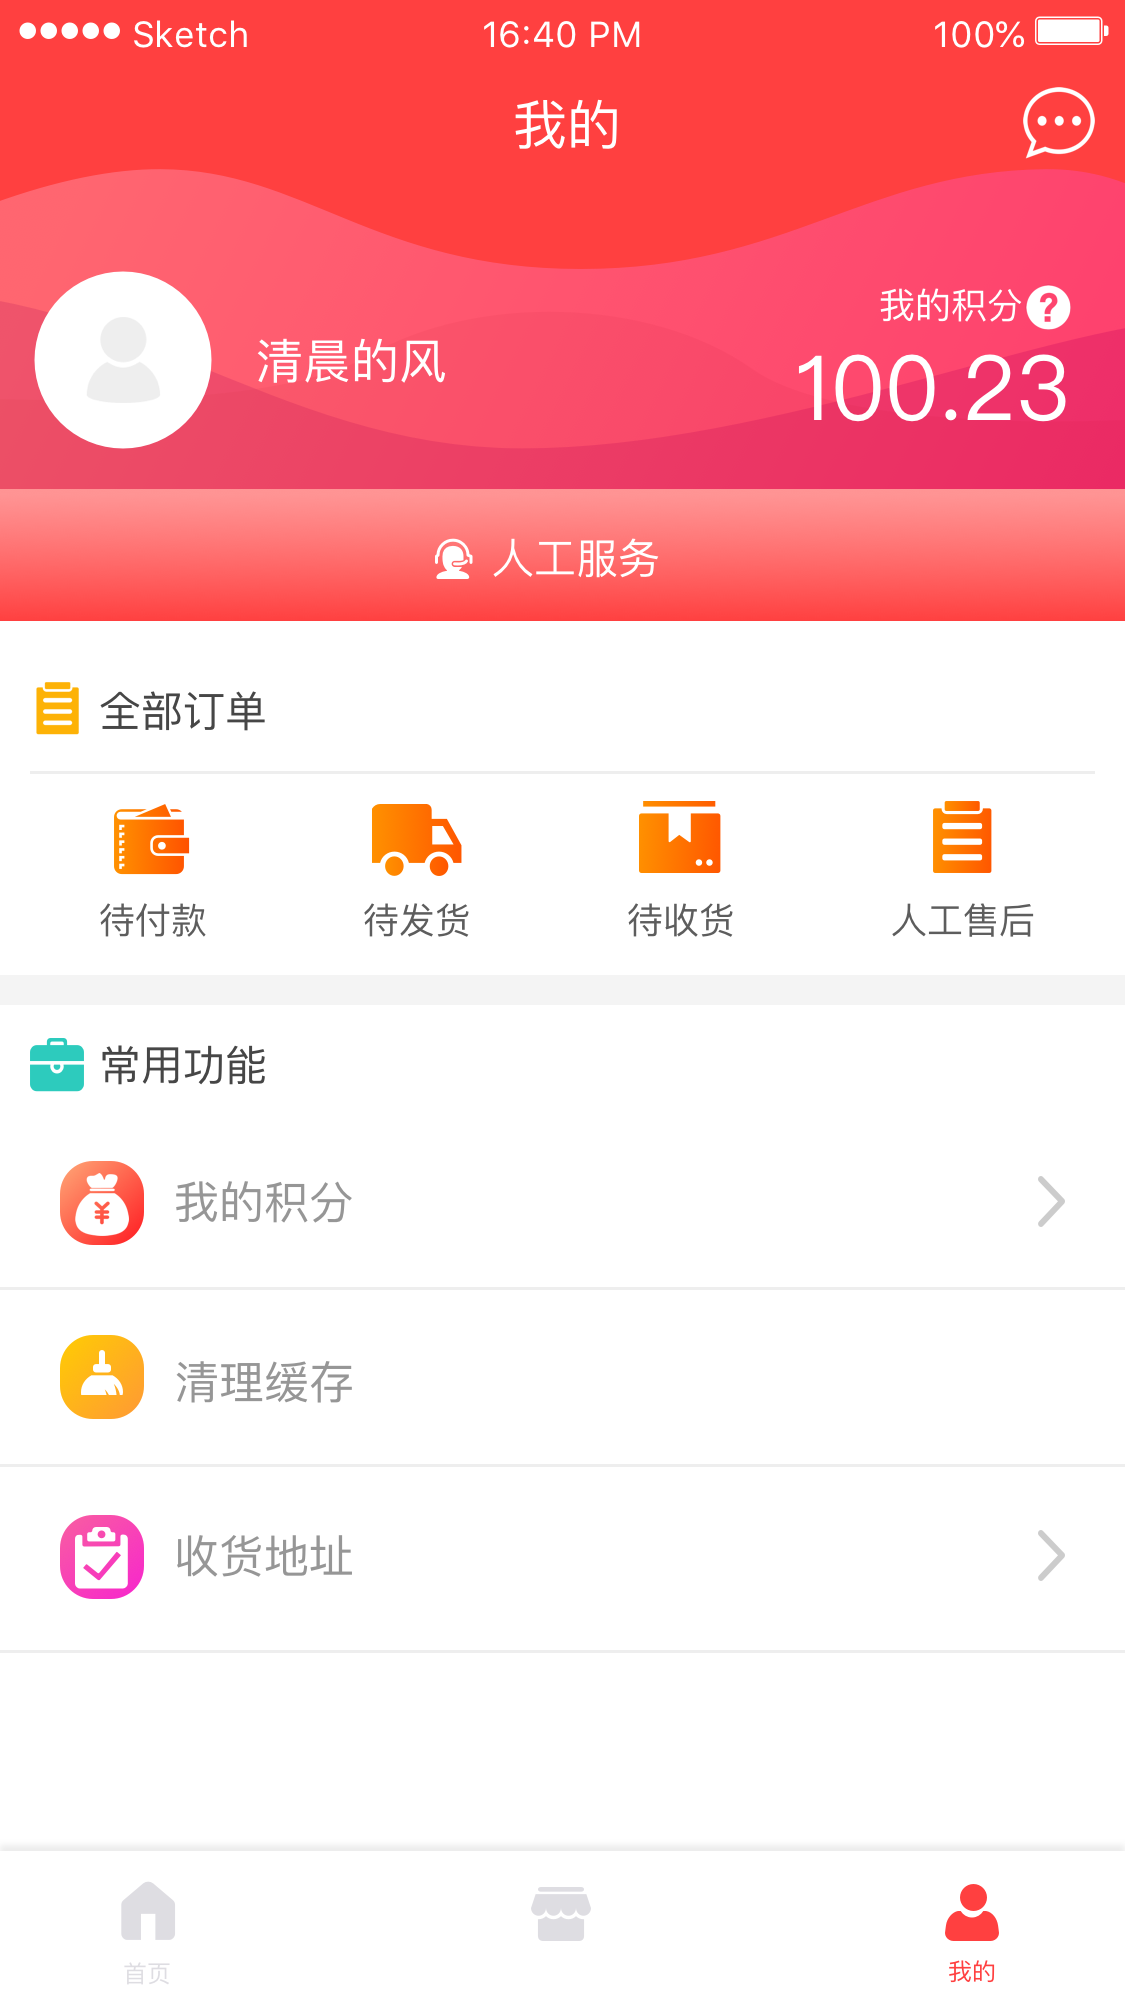 Sketch 16:40 PM 100%
我的
我的积分?
清晨的风
100.23
人工服务
全部订单
待付款 待发货 待收货 人工售后
常用功能
¥ 我的积分
清理缓存
收货地址
首页 我的